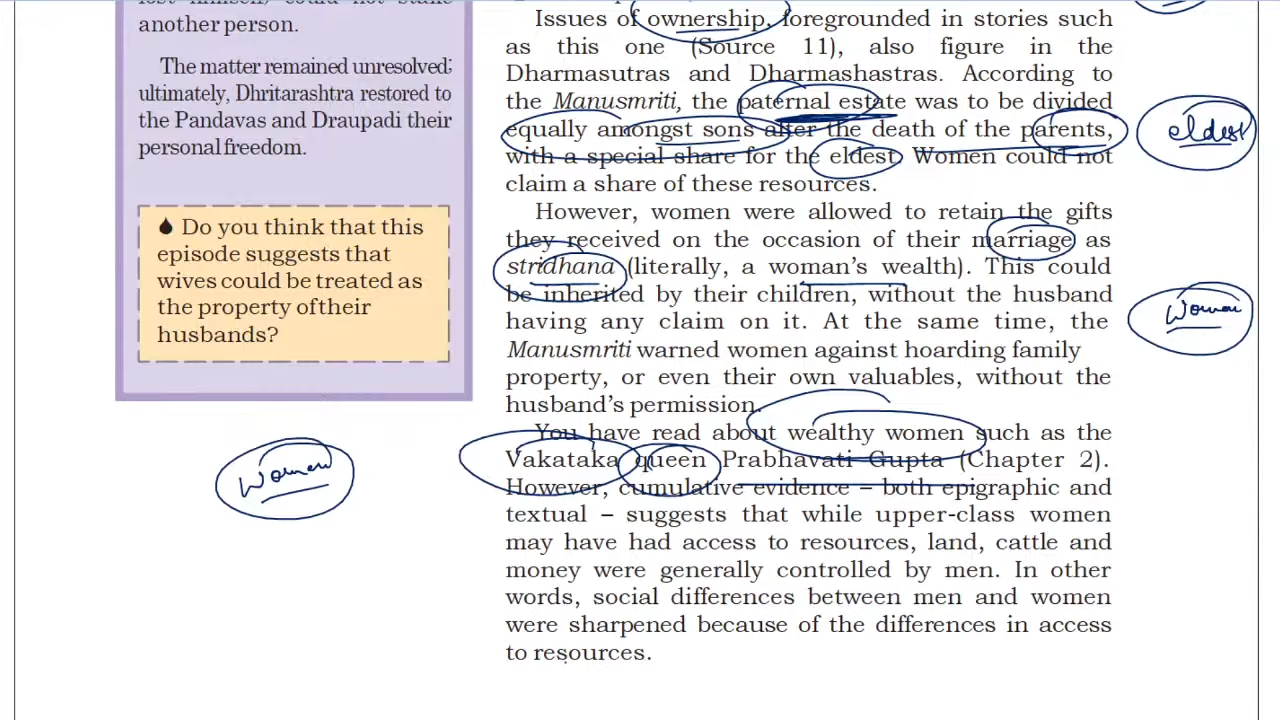 another person.
The matter remained unresolved;
ultimately, Dhritarashtra restored to
the Pandavas and Draupadi their
personal freedom.
Do you think that this
episode suggests that
wives could be treated as
the property of their
husbands?
Women
Issues of ownership, foregrounded in stories such
as this one (Source 11), also figure in the
Dharmasutras and Dharmashastras. According to
the Manusmriti, the paternal estate was to be divided
equally amongst sons after the death of the parents,
with a special share for the eldest. Women could not
claim a share of these resources.
However, women were allowed to retain the gifts
they received on the occasion of their marriage as
stridhana (literally, a woman's wealth). This could
be inherited by their children, without the husband
having any claim on it. At the same time, the
Manusmriti warned women against hoarding family
property, or even their own valuables, without the
husband's permission.
You have read about wealthy women such as the
Vakataka queen Prabhavati Gupta (Chapter 2).
However, cumulative evidence – both epigraphic and
textual – suggests that while upper-class women
may have had access to resources, land, cattle and
money were generally controlled by men. In other
words, social differences between men and women
were sharpened because of the differences in access
to resources.
eldest
Women